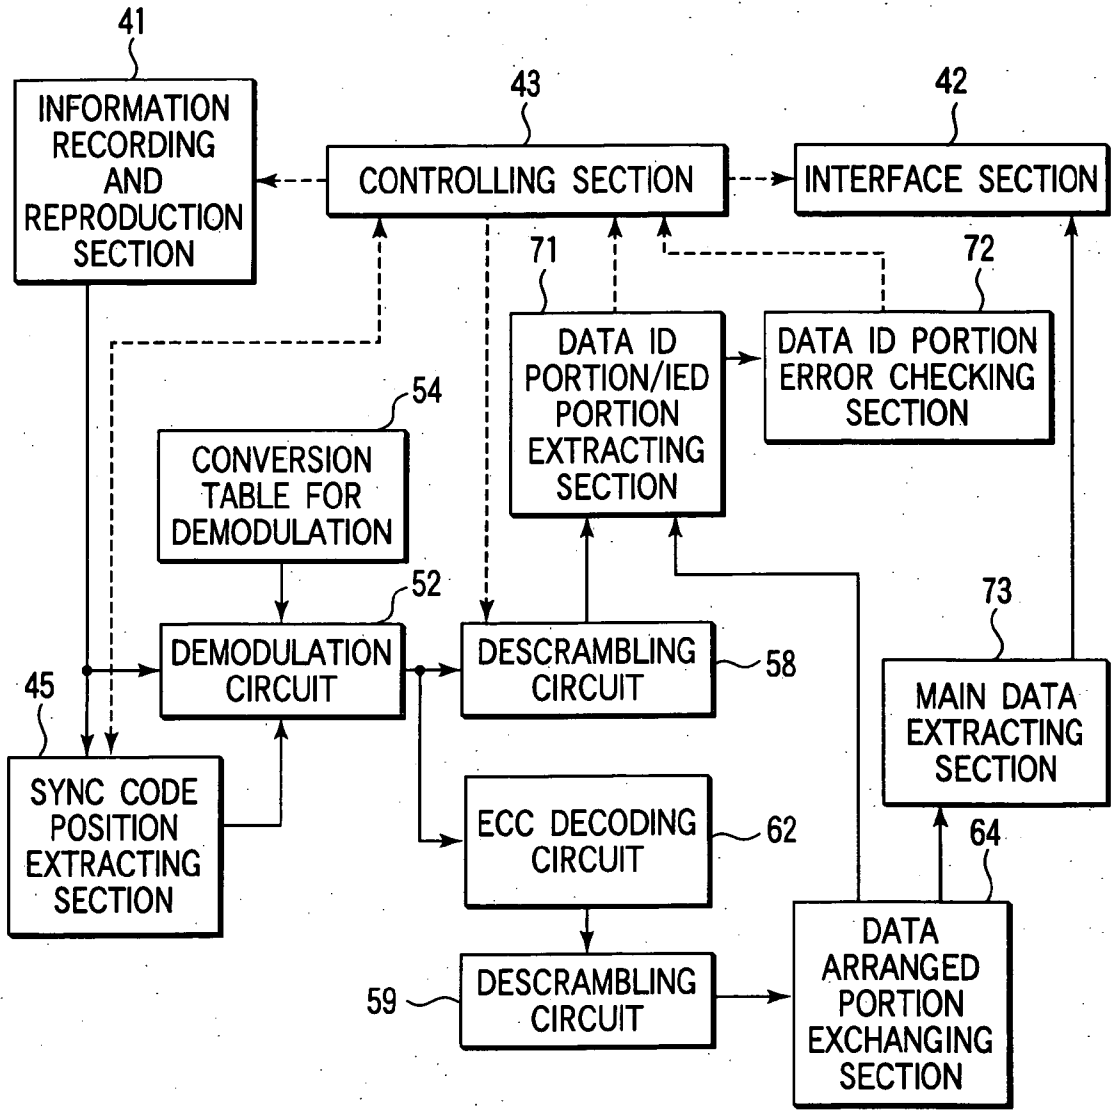 41
INFORMATION
RECORDING
AND
REPRODUCTION
SECTION
43
CONTROLLING SECTION
42
INTERFACE SECTION
71
DATA ID
PORTION/IED
PORTION
EXTRACTING
SECTION
72
DATA ID PORTION
ERROR CHECKING
SECTION
54
CONVERSION
TABLE FOR
DEMODULATION
52
DEMODULATION
CIRCUIT
DESCRAMBLING
CIRCUIT
58
73
MAIN DATA
EXTRACTING
SECTION
45
SYNC CODE
POSITION
EXTRACTING
SECTION
ECC DECODING
CIRCUIT
62
64
DATA
ARRANGED
PORTION
EXCHANGING
SECTION
59
DESCRAMBLING
CIRCUIT